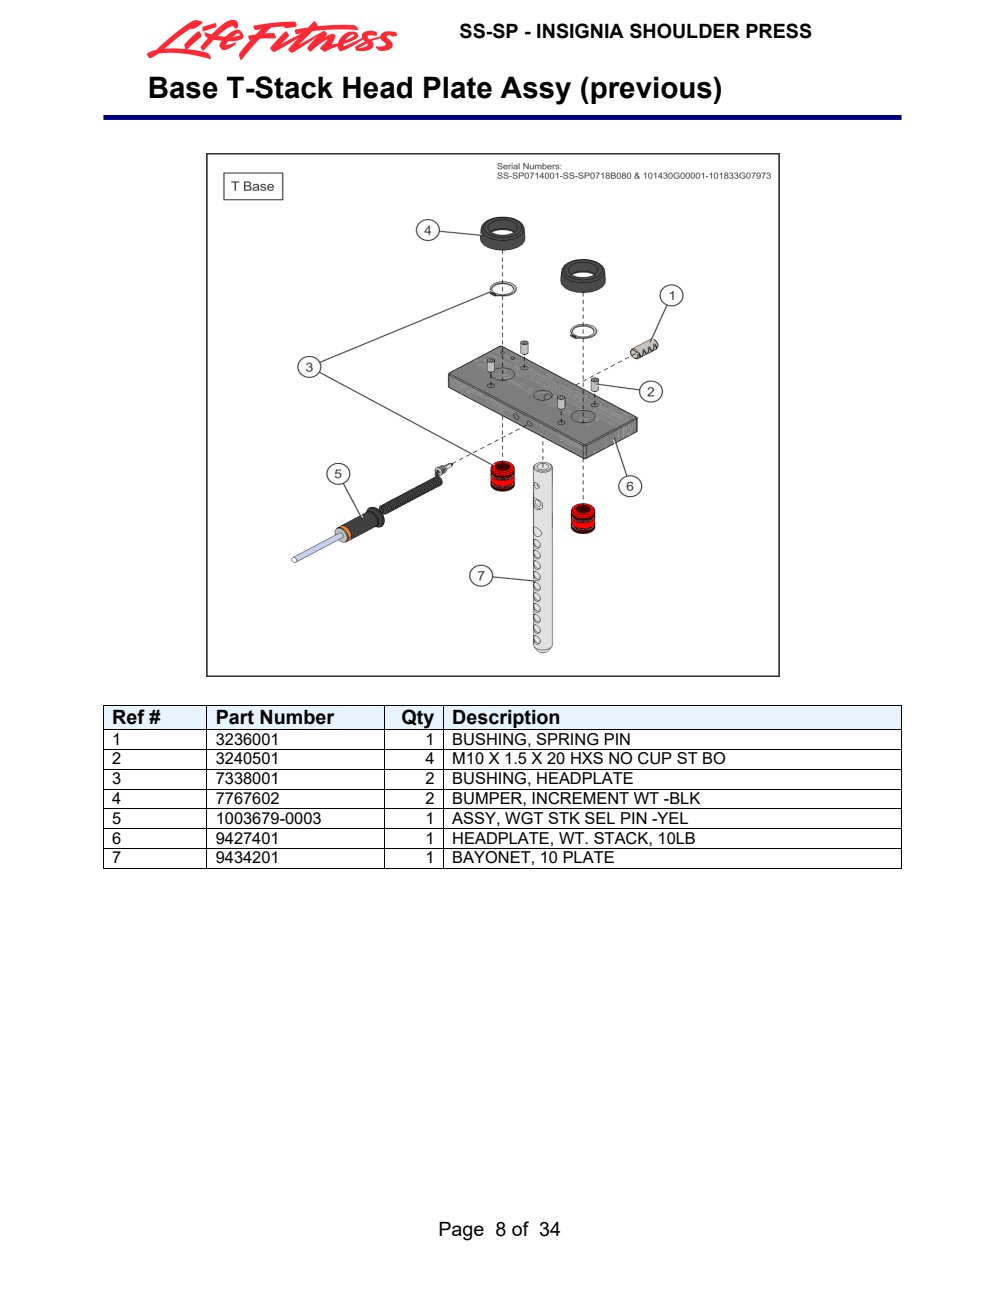 Life Fitness
SS-SP - INSIGNIA SHOULDER PRESS
Base T-Stack Head Plate Assy (previous)
Serial Numbers:
SS-SP0714001-SS-SP0718B080 & 101430G00001-101833G07973
T Base
4
1
3
2
5
6
7
Ref # Part Number Qty Description
1 3236001 1 BUSHING, SPRING PIN
2 3240501 4 M10 X 1.5 X 20 HXS NO CUP ST BO
3 7338001 2 BUSHING, HEADPLATE
4 7767602 2 BUMPER, INCREMENT WT -BLK
5 1003679-0003 1 ASSY, WGT STK SEL PIN -YEL
6 9427401 1 HEADPLATE, WT. STACK, 10LB
7 9434201 1 BAYONET, 10 PLATE
Page 8 of 34